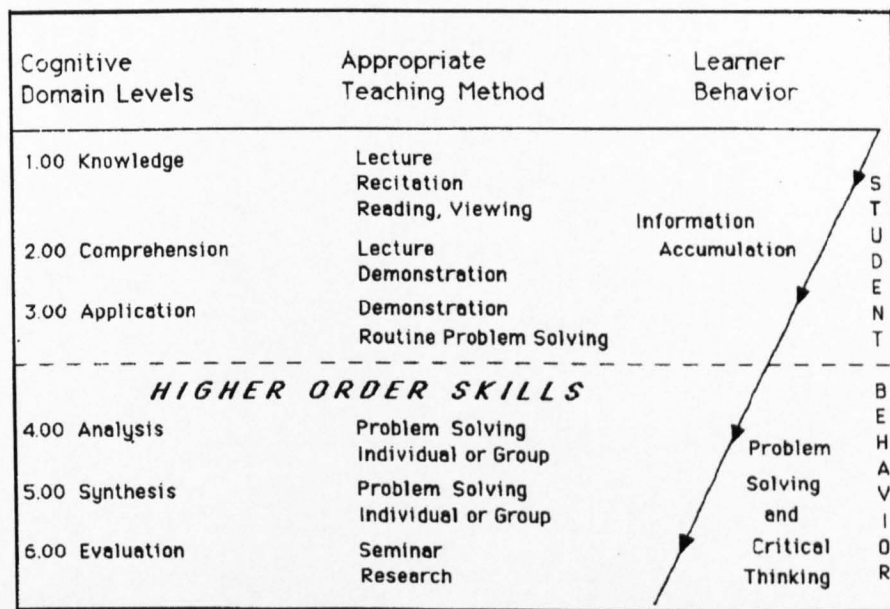 Cognitive
Domain Levels
Appropriate
Teaching Method
Learner
Behavior
1.00 Knowledge
Lecture
Recitation
Reading, Viewing
Information
Accumulation
2.00 Comprehension
Lecture
Demonstration
3.00 Application
Demonstration
Routine Problem Solving
STUDENT
HIGHER ORDER SKILLS
4.00 Analysis
Problem Solving
Individual or Group
5.00 Synthesis
Problem Solving
Individual or Group
6.00 Evaluation
Seminar
Research
Problem
Solving
and
Critical
Thinking
BEHAVIOR